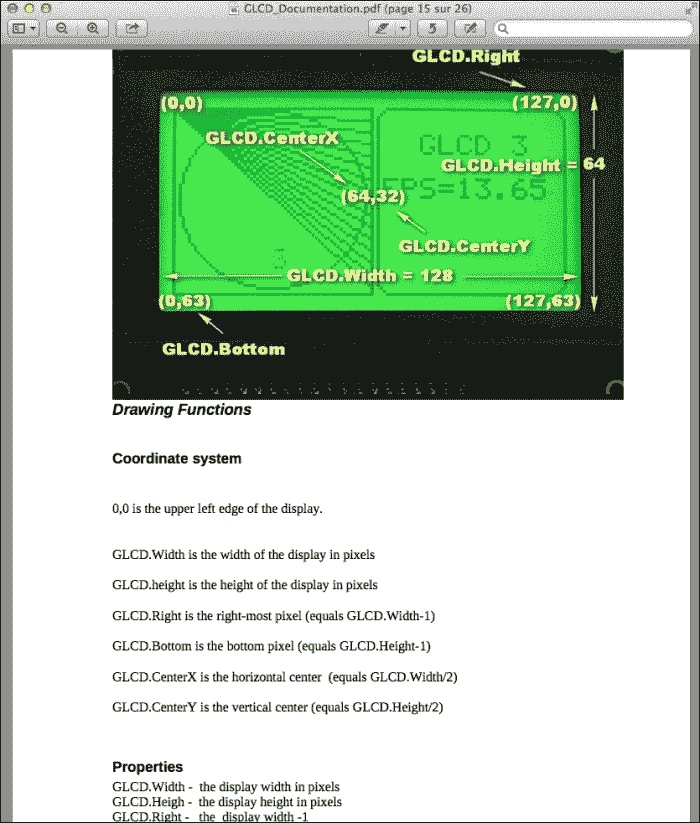 GLCD_Documentation.pdf (page 15 sur 26)
GLCD.Right
(0,0)
(127,0)
GLCD.CenterX
GLCD 3
GLCD.Height = 64
FPS=13.65
(64,32)
GLCD.CenterY
3
GLCD.Width = 128
(0,63)
(127,63)
GLCD.Bottom
Drawing Functions
Coordinate system
0,0 is the upper left edge of the display.
GLCD.Width is the width of the display in pixels
GLCD.height is the height of the display in pixels
GLCD.Right is the right-most pixel (equals GLCD.Width-1)
GLCD.Bottom is the bottom pixel (equals GLCD.Height-1)
GLCD.CenterX is the horizontal center  (equals GLCD.Width/2)
GLCD.CenterY is the vertical center (equals GLCD.Height/2)
Properties
GLCD.Width -  the display width in pixels
GLCD.Heigh -  the display height in pixels
GLCD.Right -   the  display width -1